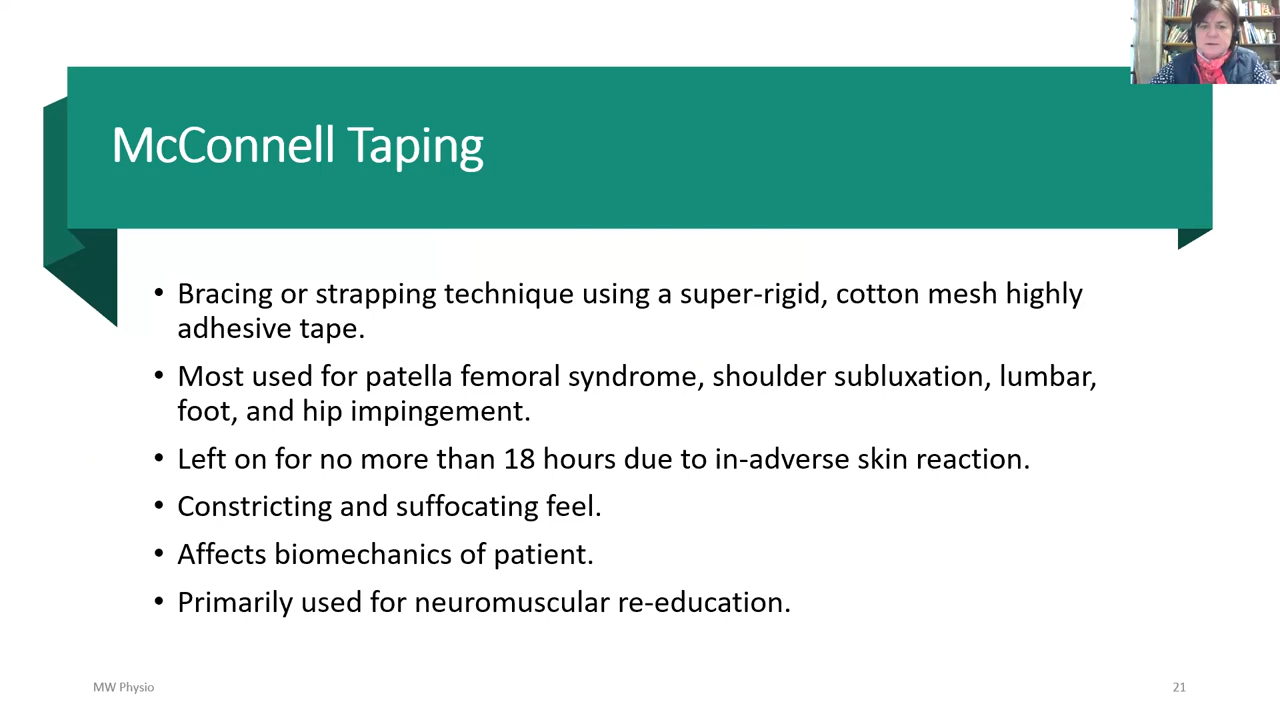 McConnell Taping
• Bracing or strapping technique using a super-rigid, cotton mesh highly
adhesive tape.
• Most used for patella femoral syndrome, shoulder subluxation, lumbar,
foot, and hip impingement.
• Left on for no more than 18 hours due to in-adverse skin reaction.
• Constricting and suffocating feel.
• Affects biomechanics of patient.
• Primarily used for neuromuscular re-education.
MW Physio
21